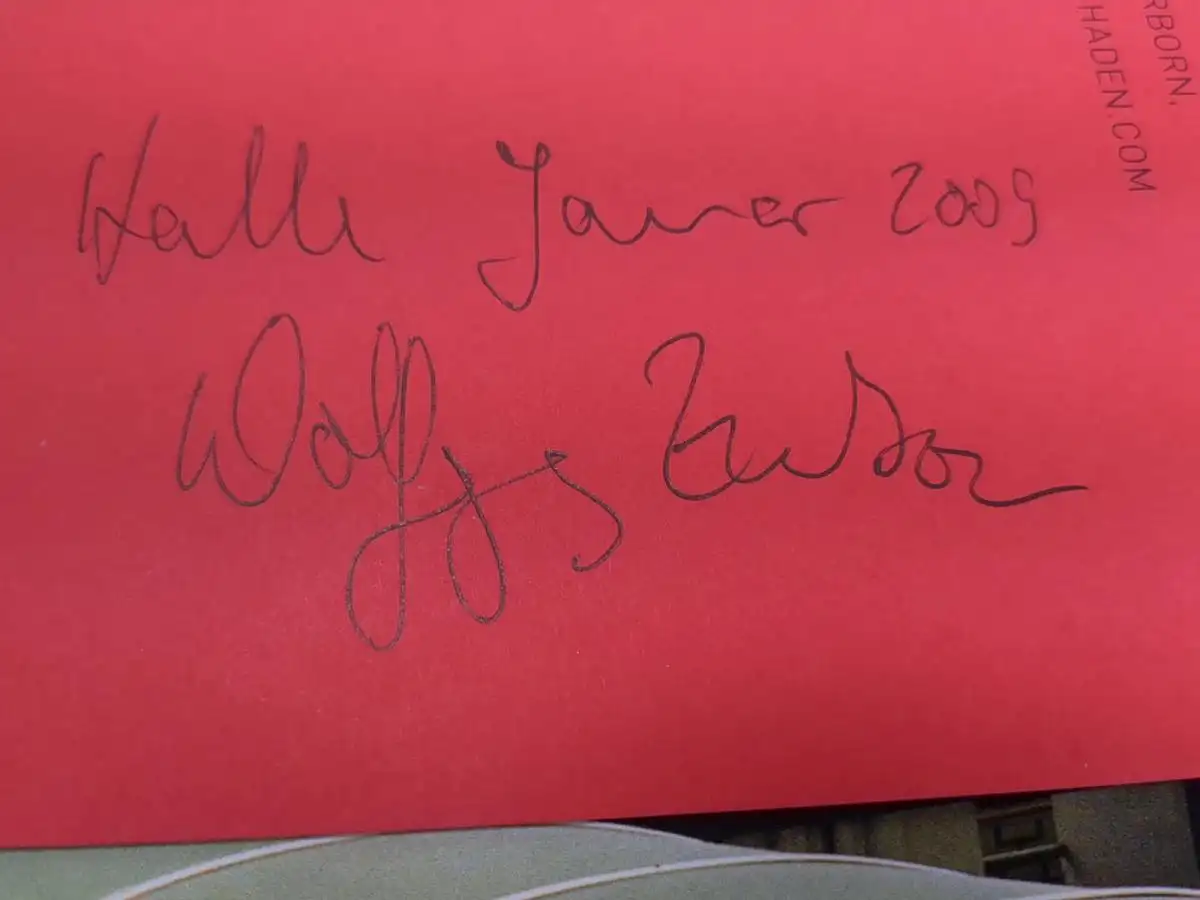 Halle Januar 2009
Wolfgang
RBORN.
HADEN.COM